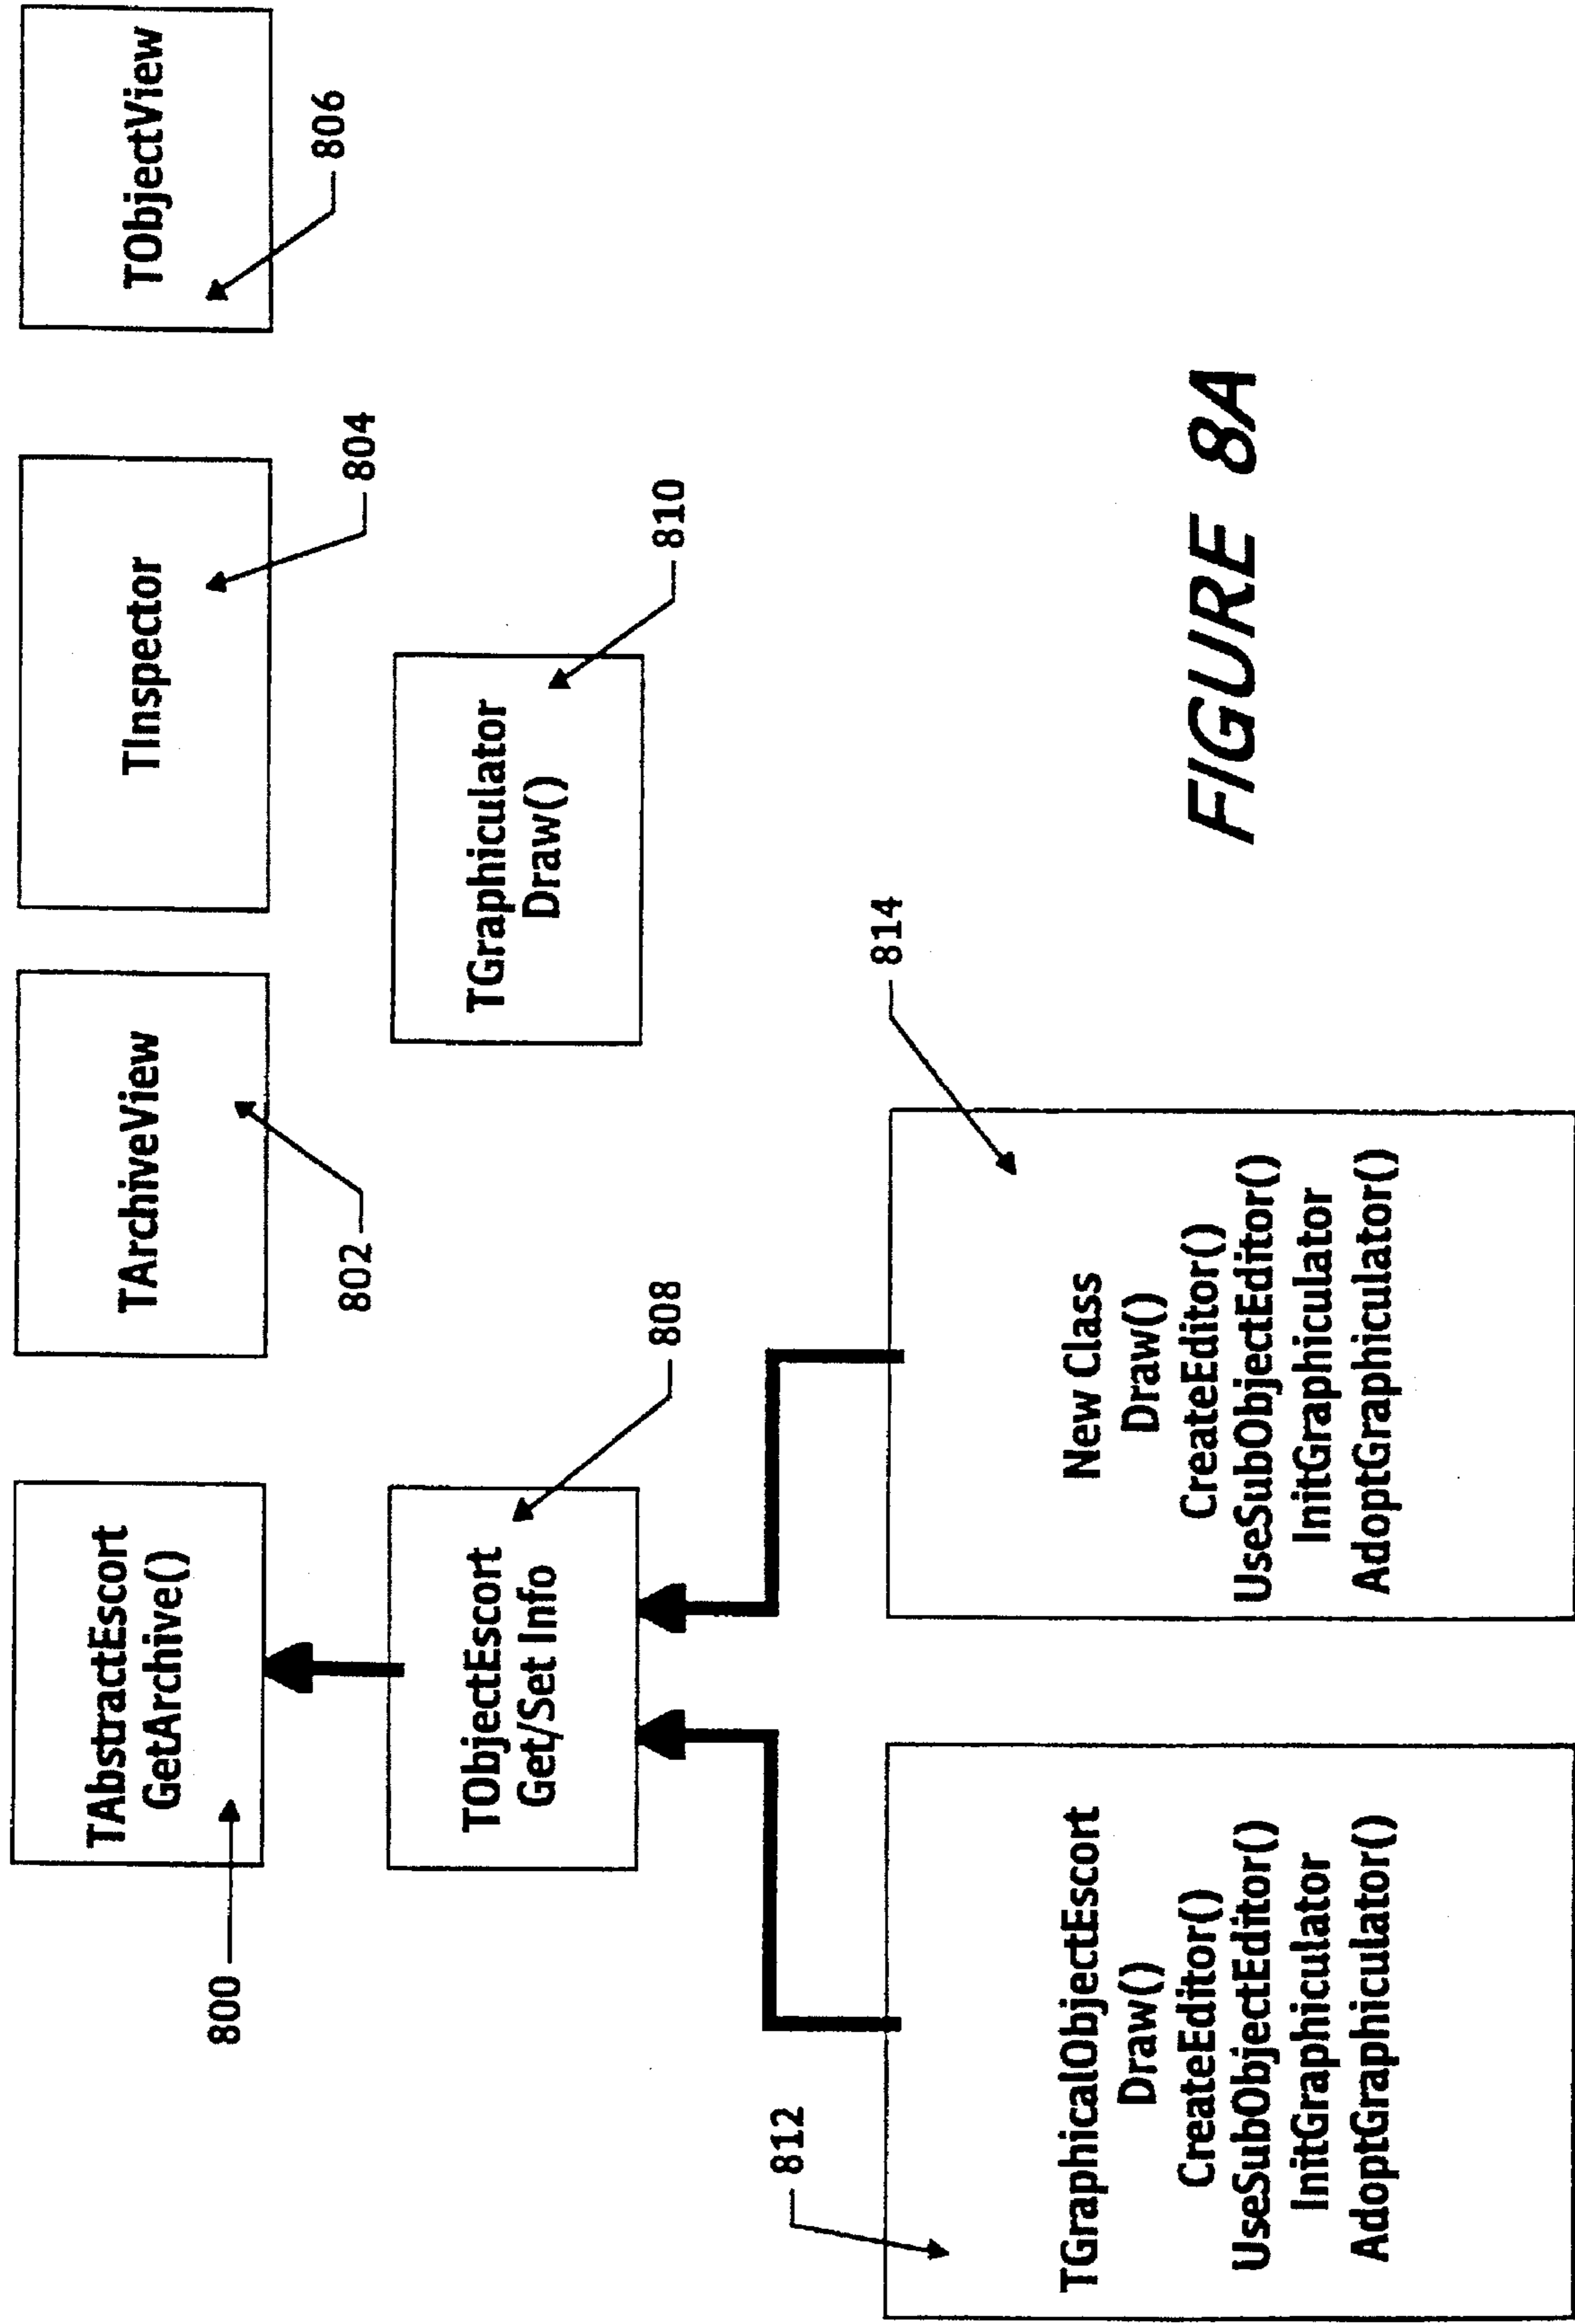 TAbstractEscort
GetArchive()
800
TArchiveView
802
TInspector
804
TObjectView
806
TObjectEscort
Get/Set Info
808
TGraphiculator
Draw()
810
TGraphicalObjectEscort
Draw()
CreateEditor()
UseSubObjectEditor()
InitGraphiculator
AdoptGraphiculator()
812
New Class
Draw()
CreateEditor()
UseSubObjectEditor()
InitGraphiculator
AdoptGraphiculator()
814
FIGURE 8A